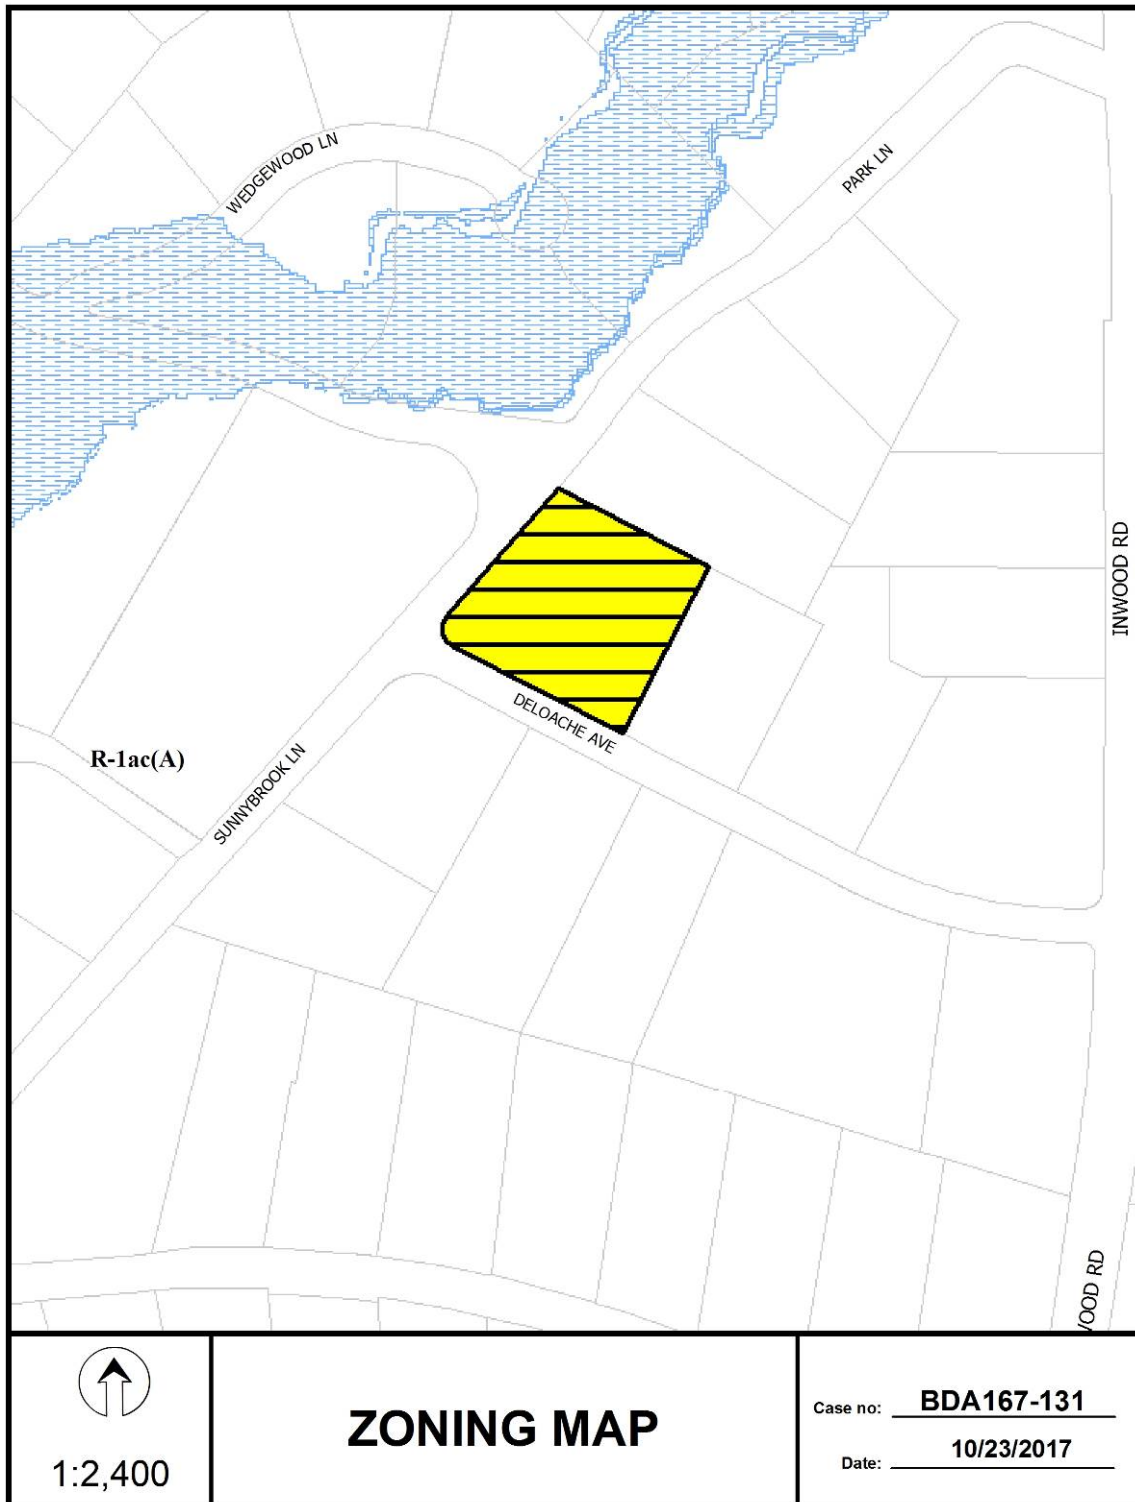 WEDGEWOOD LN
PARK LN
INWOOD RD
DELOACHE AVE
R-1ac(A)
SUNNYBROOK LN
WOOD RD
1:2,400
ZONING MAP
Case no: BDA167-131
Date: 10/23/2017